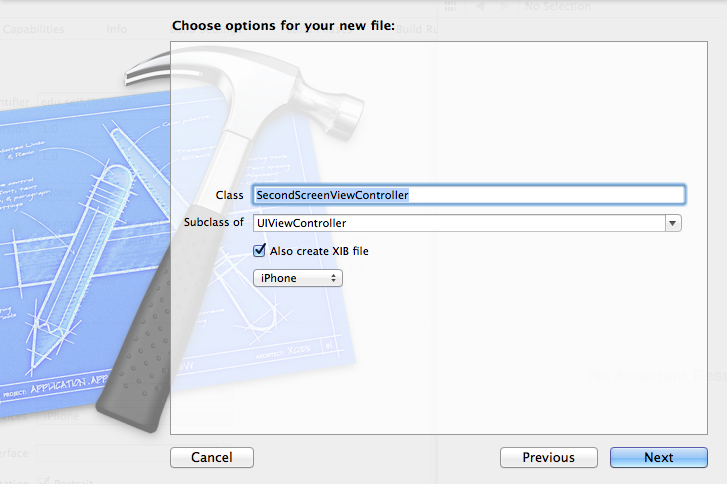 No Selection
Choose options for your new file:
Capabilities
Info
Build Ru
Class
SecondScreenViewController
Subclass of
UIViewController
Also create XIB file
iPhone
PROJECT: APPLICATION.APP
Cancel
Previous
Next